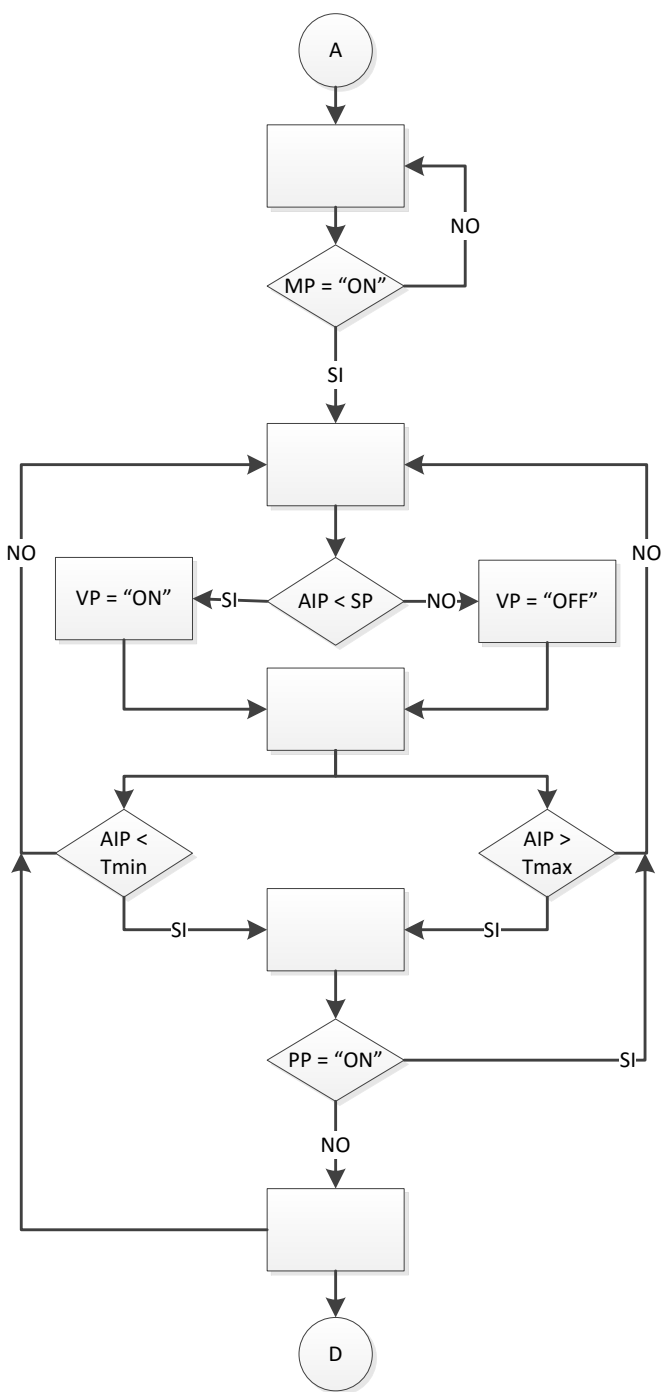 A
NO
MP = “ON”
SI
NO
NO
VP = “ON”
SI
AIP < SP
NO
VP = “OFF”
AIP <
Tmin
AIP >
Tmax
SI
SI
PP = “ON”
SI
NO
D